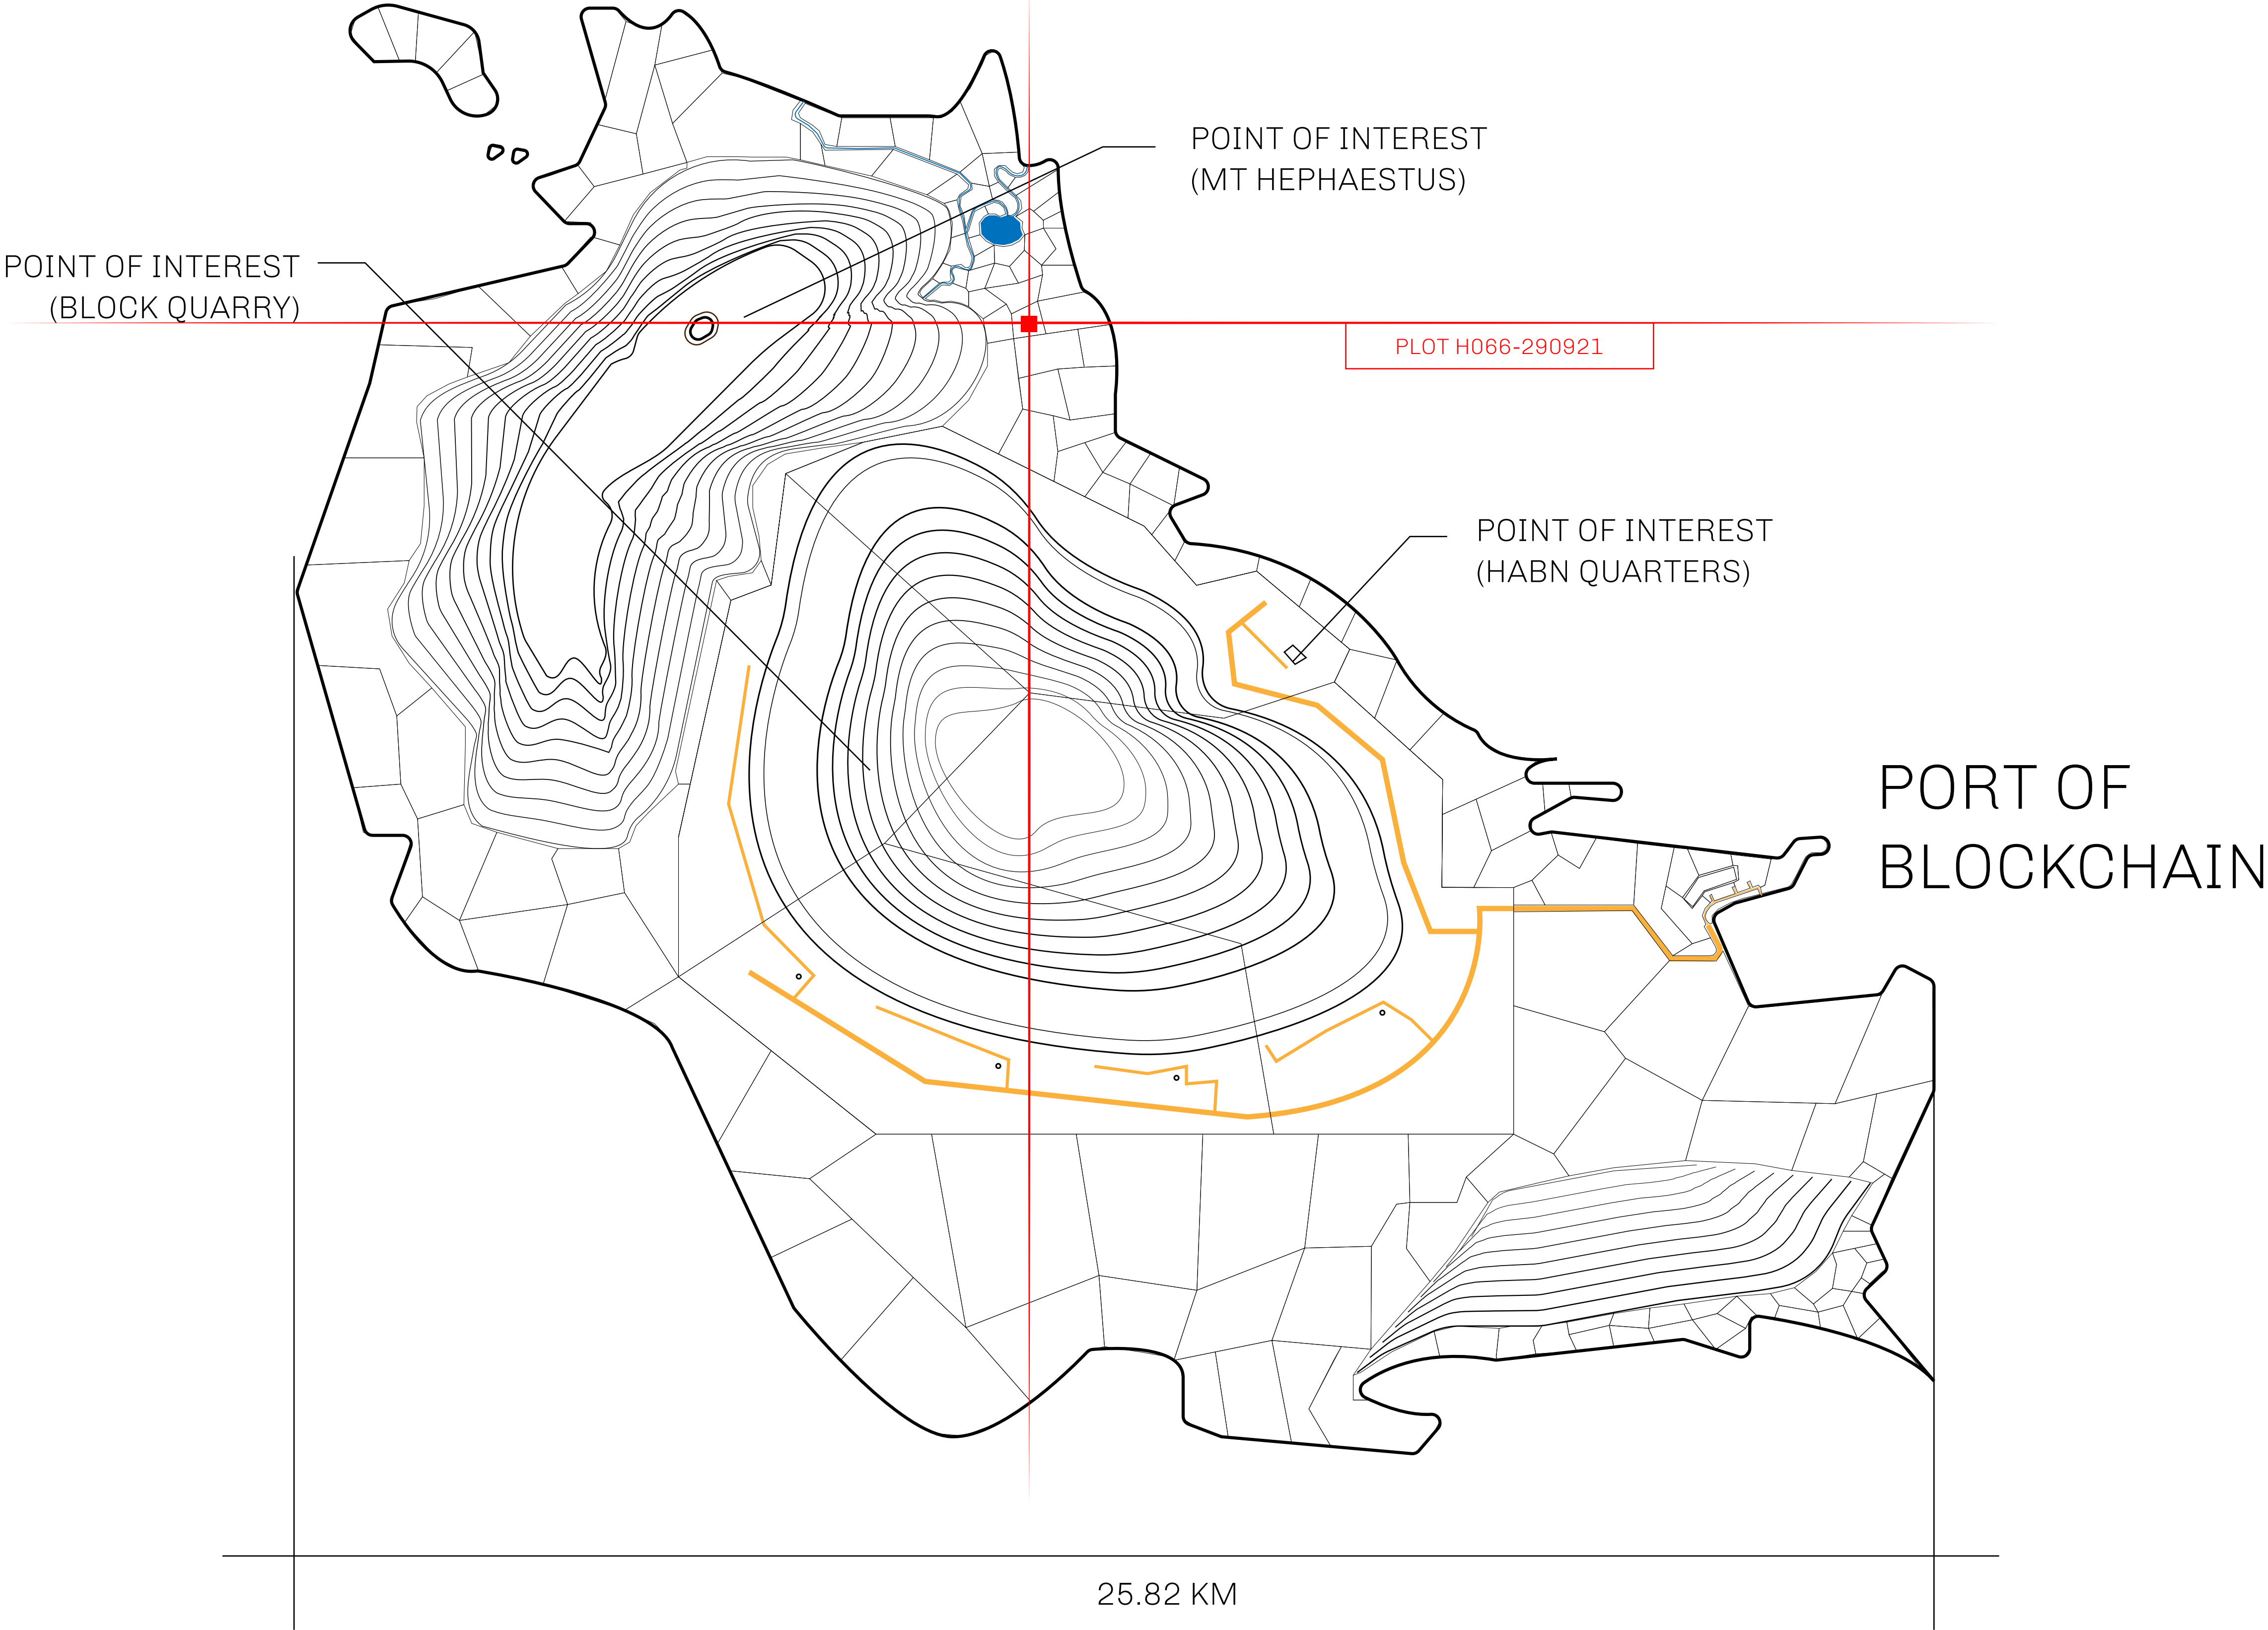 POINT OF INTEREST
(MT HEPHAESTUS)
POINT OF INTEREST
(BLOCK QUARRY)
PLOT H066-290921
POINT OF INTEREST
(HABN QUARTERS)
PORT OF
BLOCKCHAIN
25.82 KM